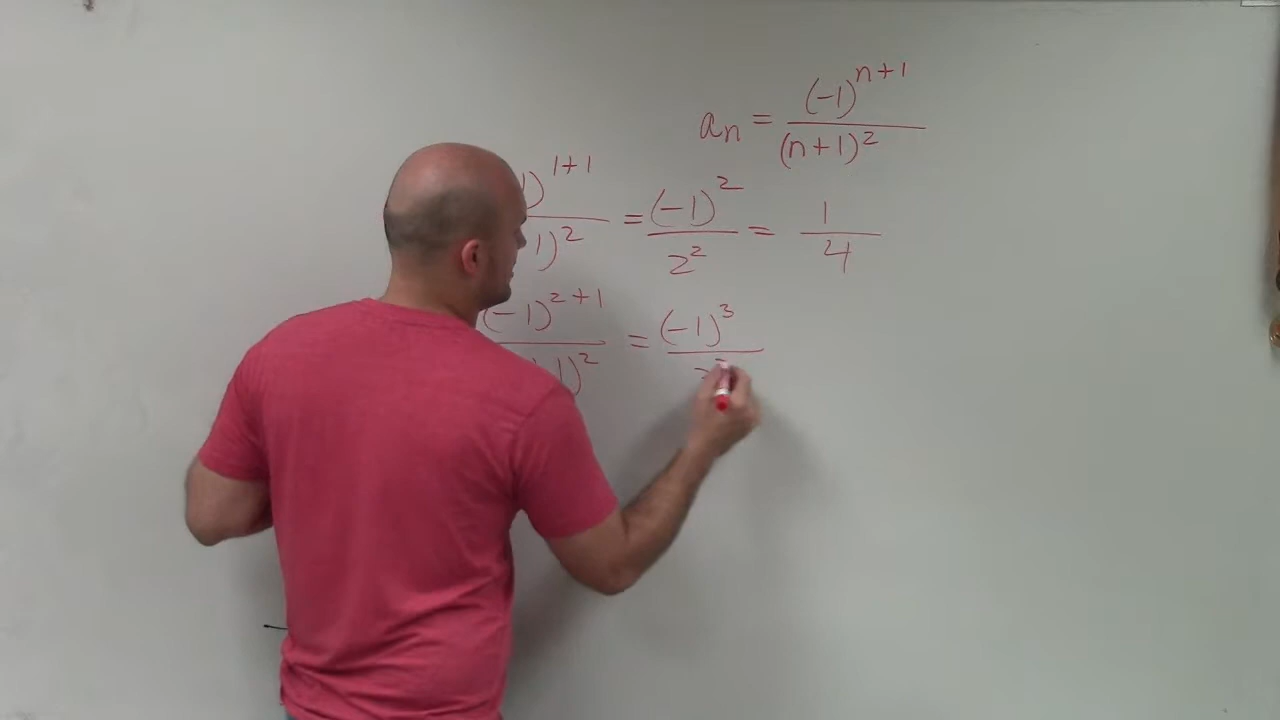 aₙ = (-1)^(n+1) / (n+1)²
1)^(1+1) / 1)² = (-1)² / 2² = 1 / 4
(-1)^(2+1) / 1)² = (-1)³ /